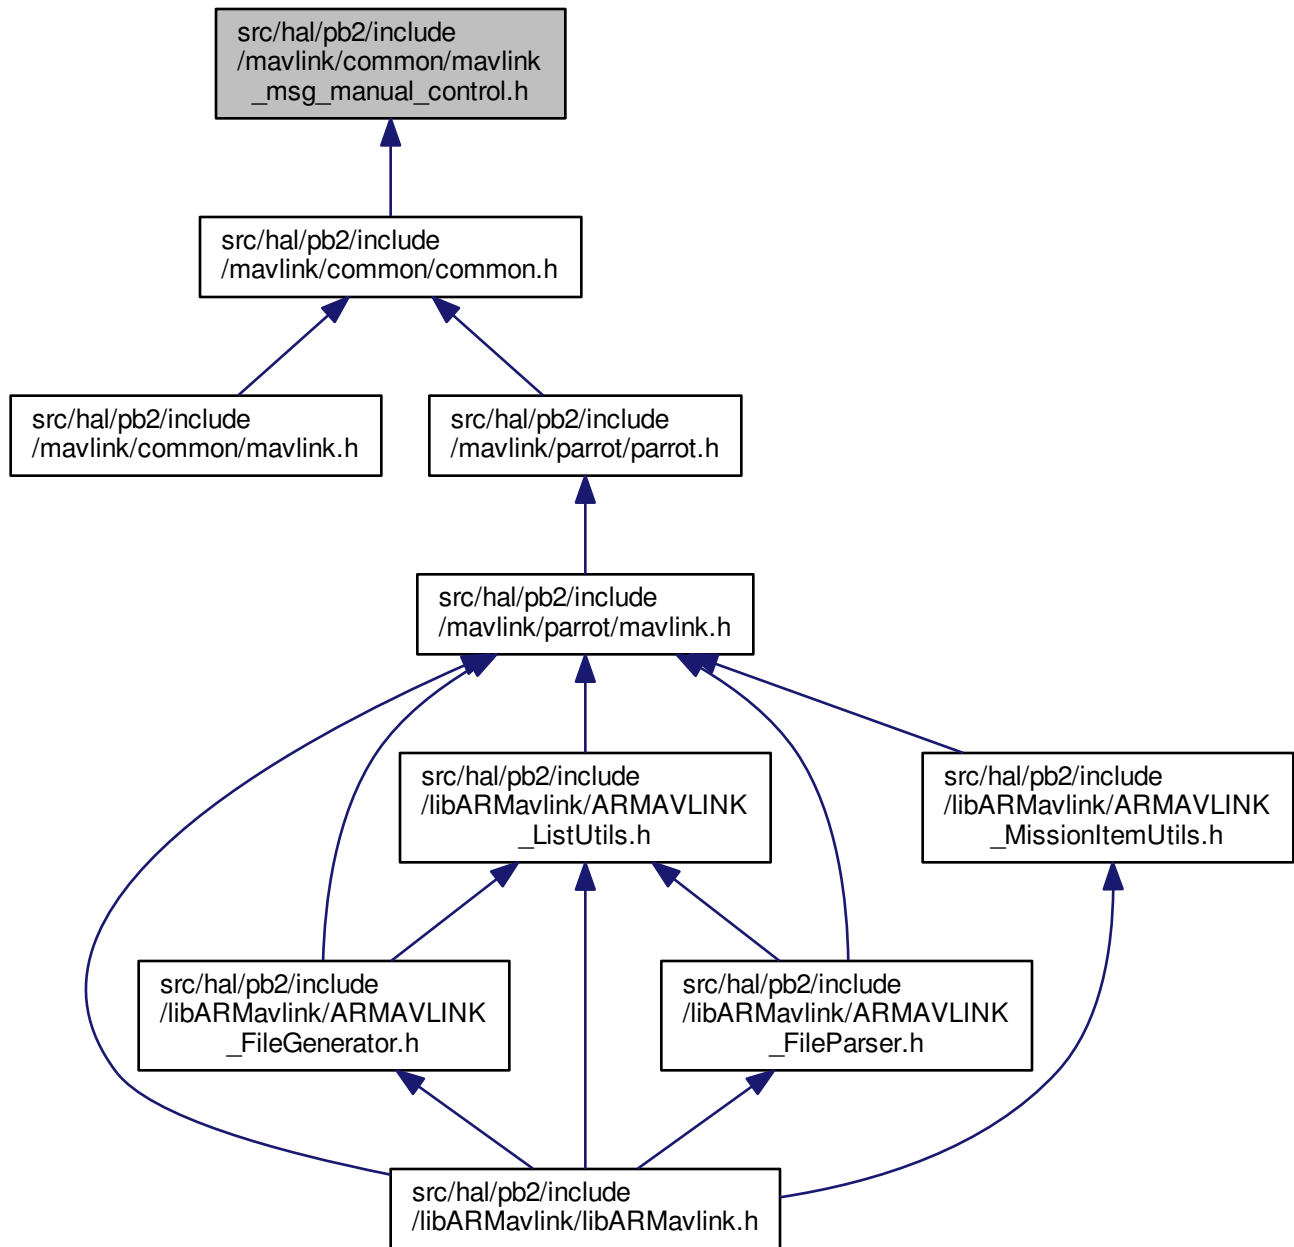 src/hal/pb2/include
/mavlink/common/mavlink
_msg_manual_control.h
src/hal/pb2/include
/mavlink/common/common.h
src/hal/pb2/include
/mavlink/common/mavlink.h
src/hal/pb2/include
/mavlink/parrot/parrot.h
src/hal/pb2/include
/mavlink/parrot/mavlink.h
src/hal/pb2/include
/libARMavlink/ARMAVLINK
_ListUtils.h
src/hal/pb2/include
/libARMavlink/ARMAVLINK
_MissionItemUtils.h
src/hal/pb2/include
/libARMavlink/ARMAVLINK
_FileGenerator.h
src/hal/pb2/include
/libARMavlink/ARMAVLINK
_FileParser.h
src/hal/pb2/include
/libARMavlink/libARMavlink.h